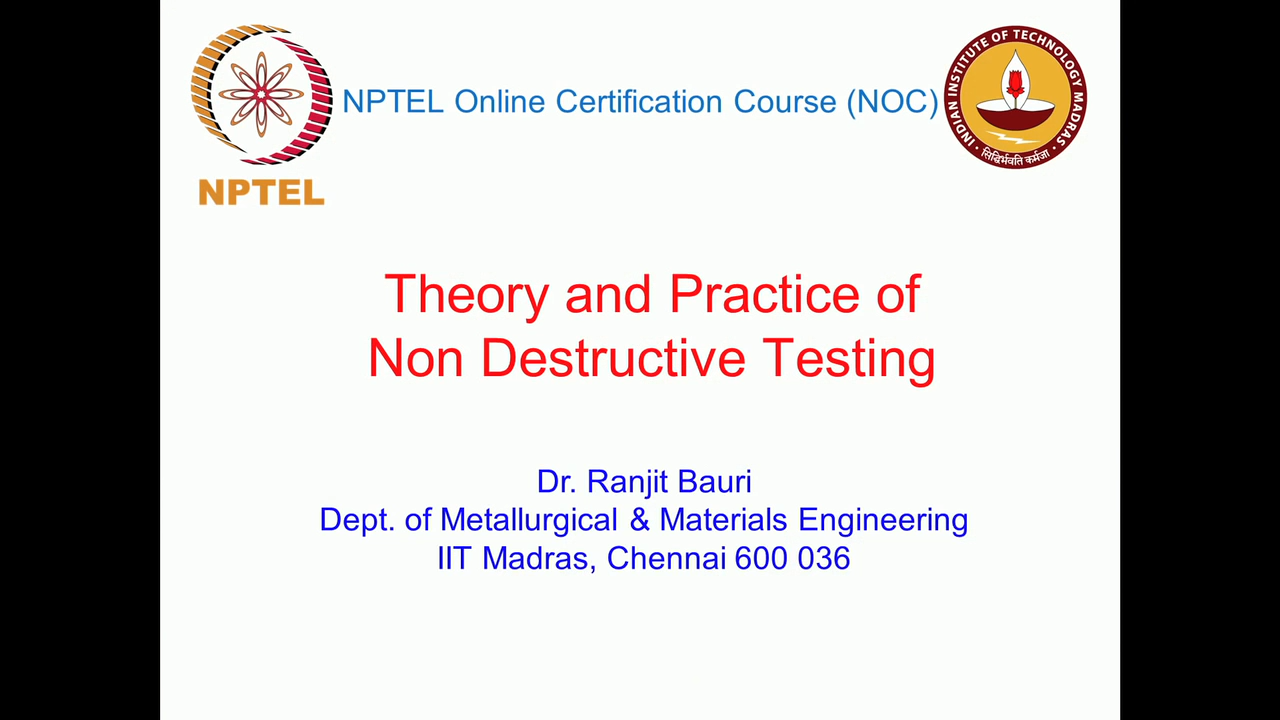 NPTEL Online Certification Course (NOC)
NPTEL
INDIAN INSTITUTE OF TECHNOLOGY MADRAS
सिद्धिर्भवति कर्मजा
Theory and Practice of
Non Destructive Testing
Dr. Ranjit Bauri
Dept. of Metallurgical & Materials Engineering
IIT Madras, Chennai 600 036